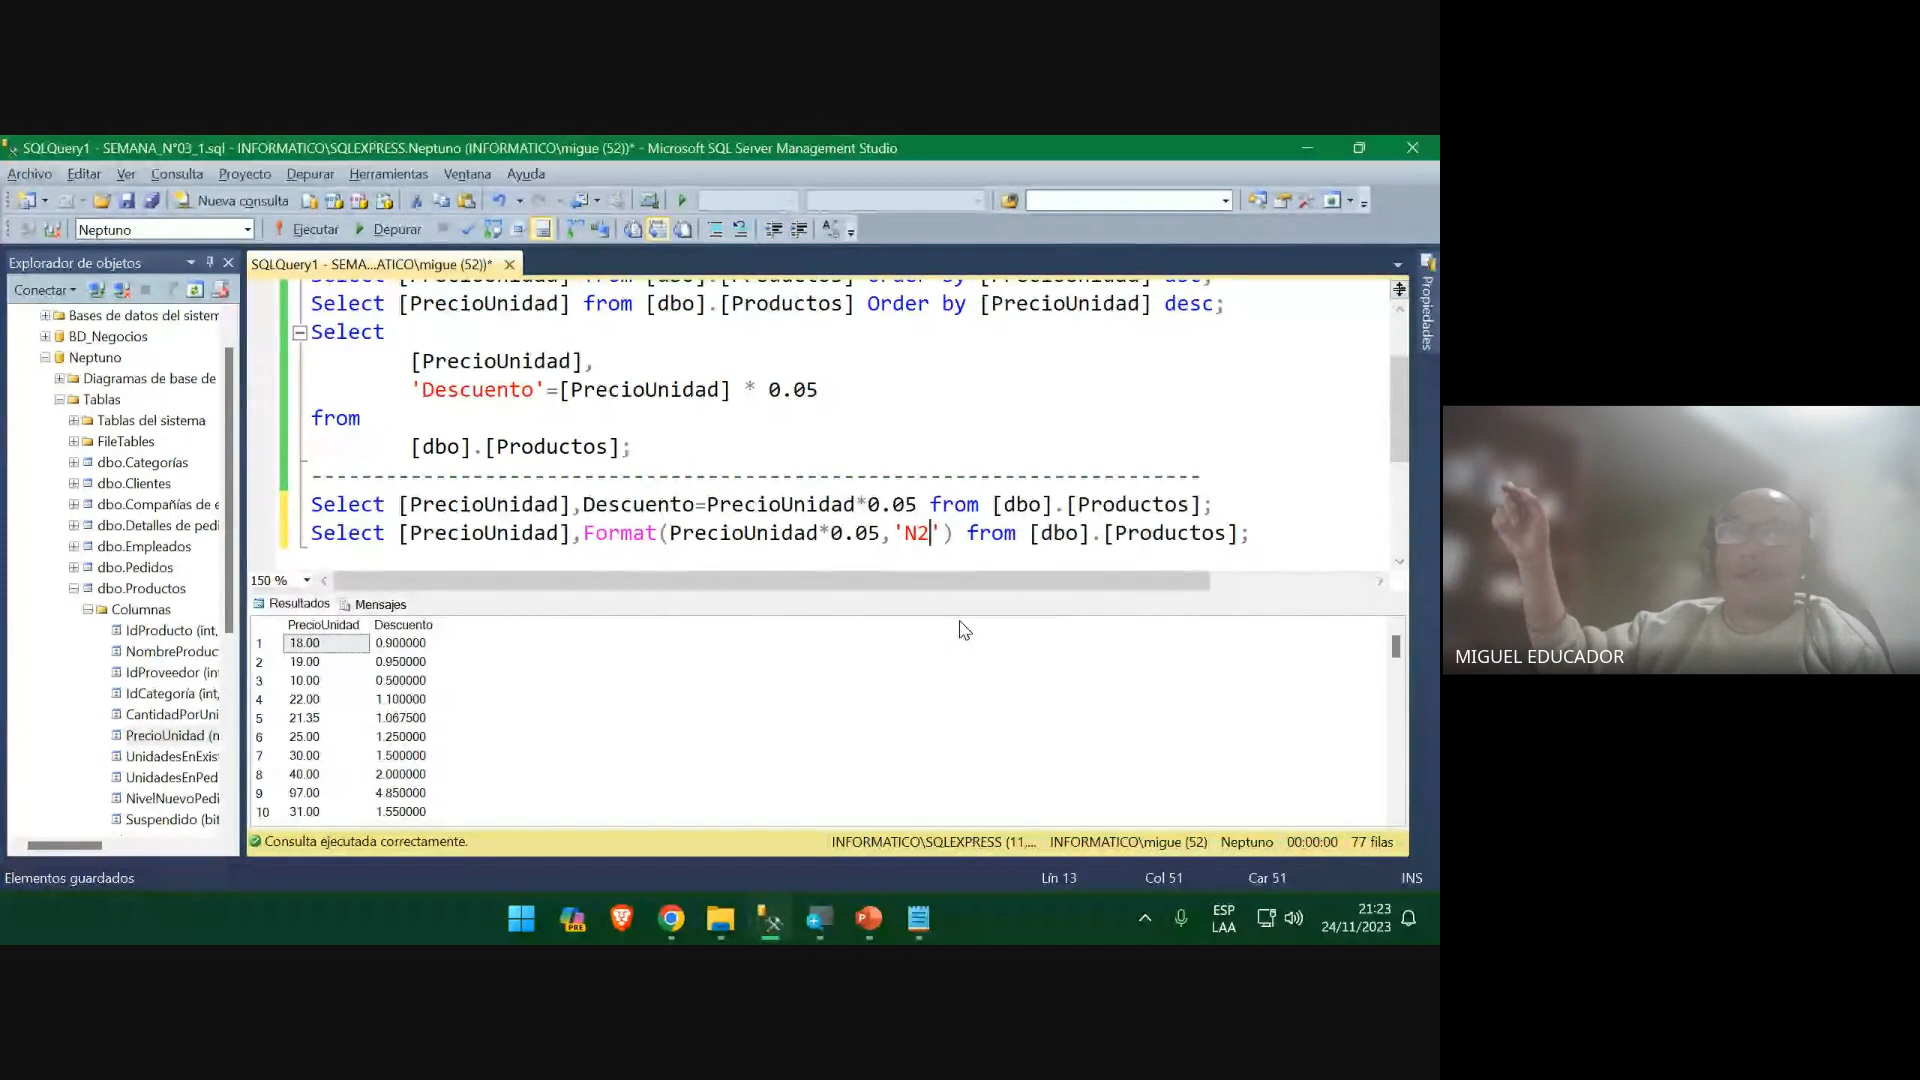 SQLQuery1 - SEMANA_N°03_1.sql - INFORMATICO\SQLEXPRESS.Neptuno (INFORMATICO\migue (52))* - Microsoft SQL Server Management Studio
Archivo Editar Ver Consulta Proyecto Depurar Herramientas Ventana Ayuda
Nueva consulta
Neptuno Ejecutar Depurar
Explorador de objetos
SQLQuery1 - SEMA...ATICO\migue (52))*
Conectar
Propiedades
Bases de datos del sistem
BD_Negocios
Neptuno
Diagramas de base de
Tablas
Tablas del sistema
FileTables
dbo.Categorías
dbo.Clientes
dbo.Compañías de e
dbo.Detalles de pedi
dbo.Empleados
dbo.Pedidos
dbo.Productos
Columnas
IdProducto (int,
NombreProduc
IdProveedor (int
IdCategoría (int,
CantidadPorUni
PrecioUnidad (n
UnidadesEnExis
UnidadesEnPed
NivelNuevoPedi
Suspendido (bit
Select [PrecioUnidad] from [dbo].[Productos] Order by [PrecioUnidad] asc;
Select [PrecioUnidad] from [dbo].[Productos] Order by [PrecioUnidad] desc;
Select
[PrecioUnidad],
'Descuento'=[PrecioUnidad] * 0.05
from
[dbo].[Productos];
--------------------------------------------------------------------------
Select [PrecioUnidad],Descuento=PrecioUnidad*0.05 from [dbo].[Productos];
Select [PrecioUnidad],Format(PrecioUnidad*0.05,'N2') from [dbo].[Productos];
150 %
Resultados Mensajes
PrecioUnidad Descuento
1 18.00 0.900000
2 19.00 0.950000
3 10.00 0.500000
4 22.00 1.100000
5 21.35 1.067500
6 25.00 1.250000
7 30.00 1.500000
8 40.00 2.000000
9 97.00 4.850000
10 31.00 1.550000
Consulta ejecutada correctamente. INFORMATICO\SQLEXPRESS (11,... INFORMATICO\migue (52) Neptuno 00:00:00 77 filas
Elementos guardados Lín 13 Col 51 Car 51 INS
PRE
ESP
LAA
21:23
24/11/2023
MIGUEL EDUCADOR